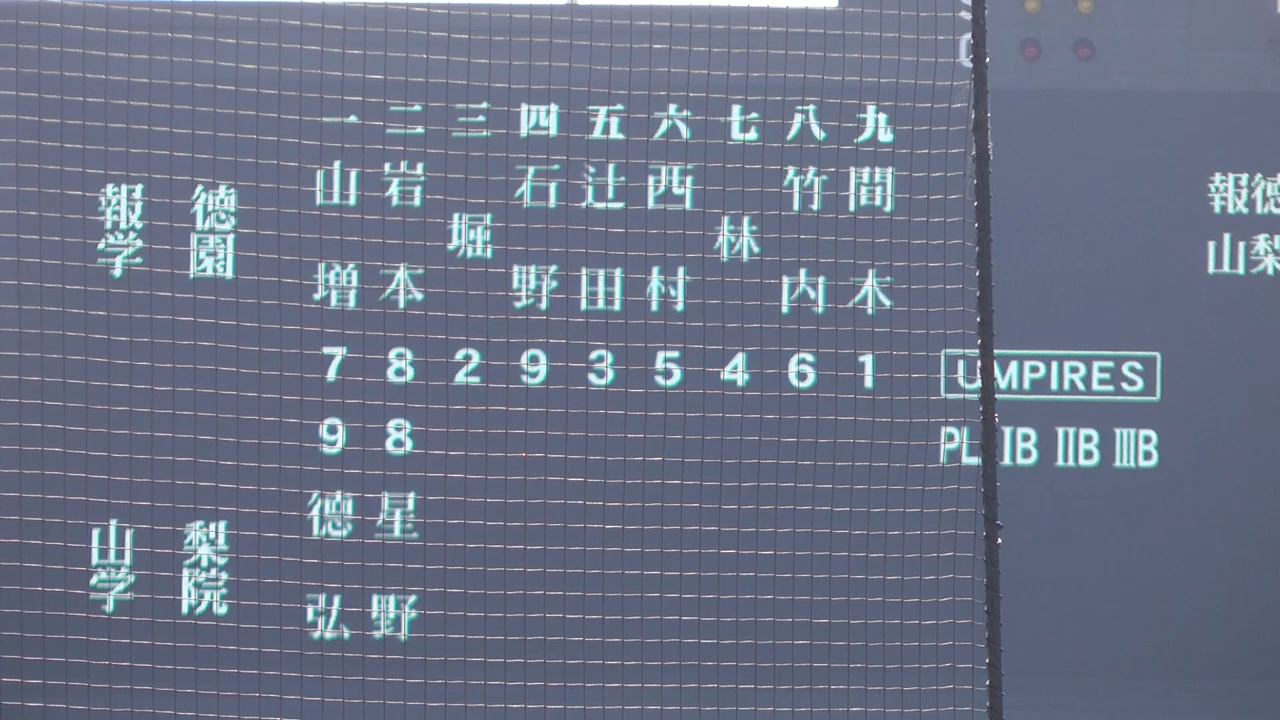 一 二 三 四 五 六 七 八 九
報徳学園
山増 岩本 堀 石野 辻田 西村 林 竹内 間木
7 8 2 9 3 5 4 6 1
9 8
山梨学院
徳弘 星野
報徳
山梨
UMPIRES
PL IB IIB IIIB